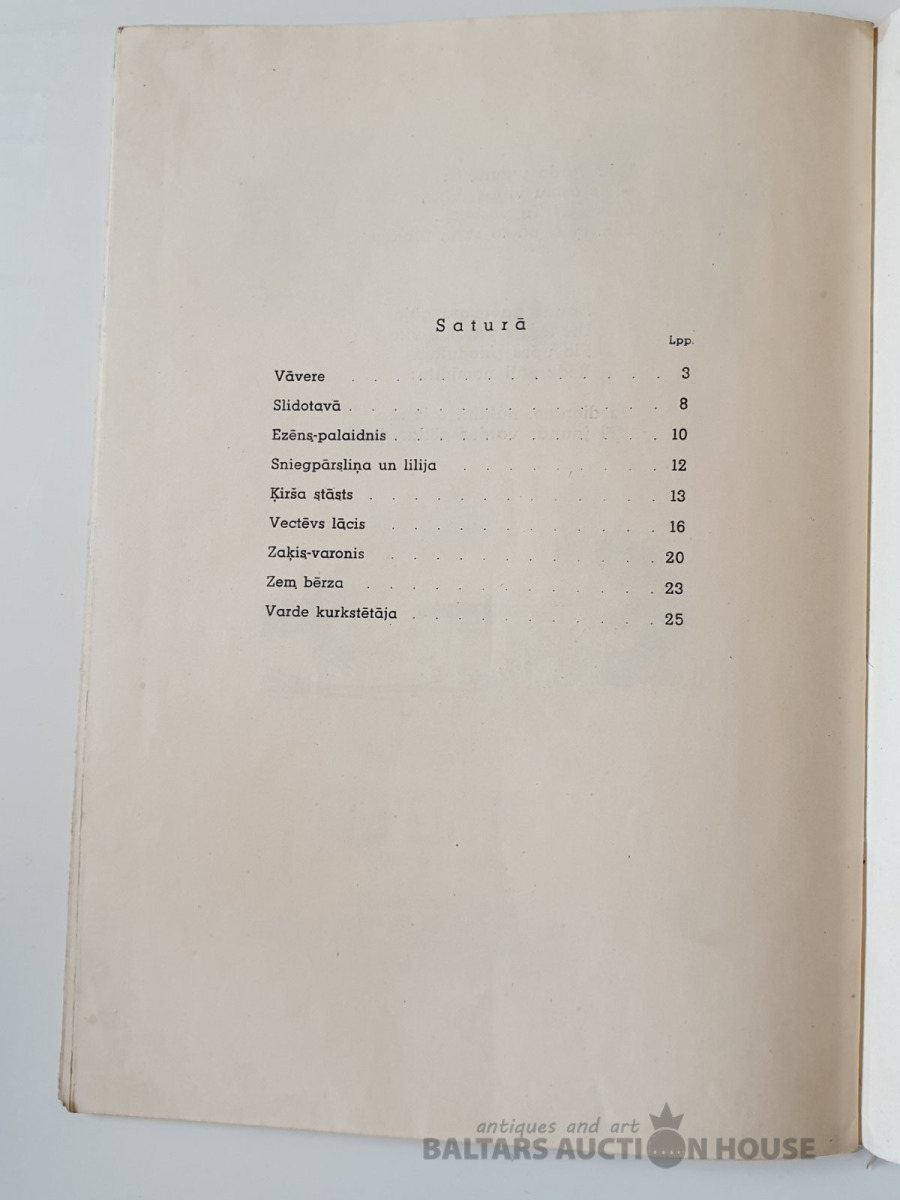 Saturā
Lpp.
Vāvere . . . . . . . . . . . . . . 3
Slidotavā . . . . . . . . . . . . . . 8
Ezēns-palaidnis . . . . . . . . . . . . 10
Sniegpārsliņa un lilija . . . . . . . . . 12
Ķirša stāsts . . . . . . . . . . . . . 13
Vectēvs lācis . . . . . . . . . . . . 16
Zaķis-varonis . . . . . . . . . . . . 20
Zem bērza . . . . . . . . . . . . . 23
Varde kurkstētāja . . . . . . . . . . . 25
antiques and art
BALTARS AUCTION HOUSE